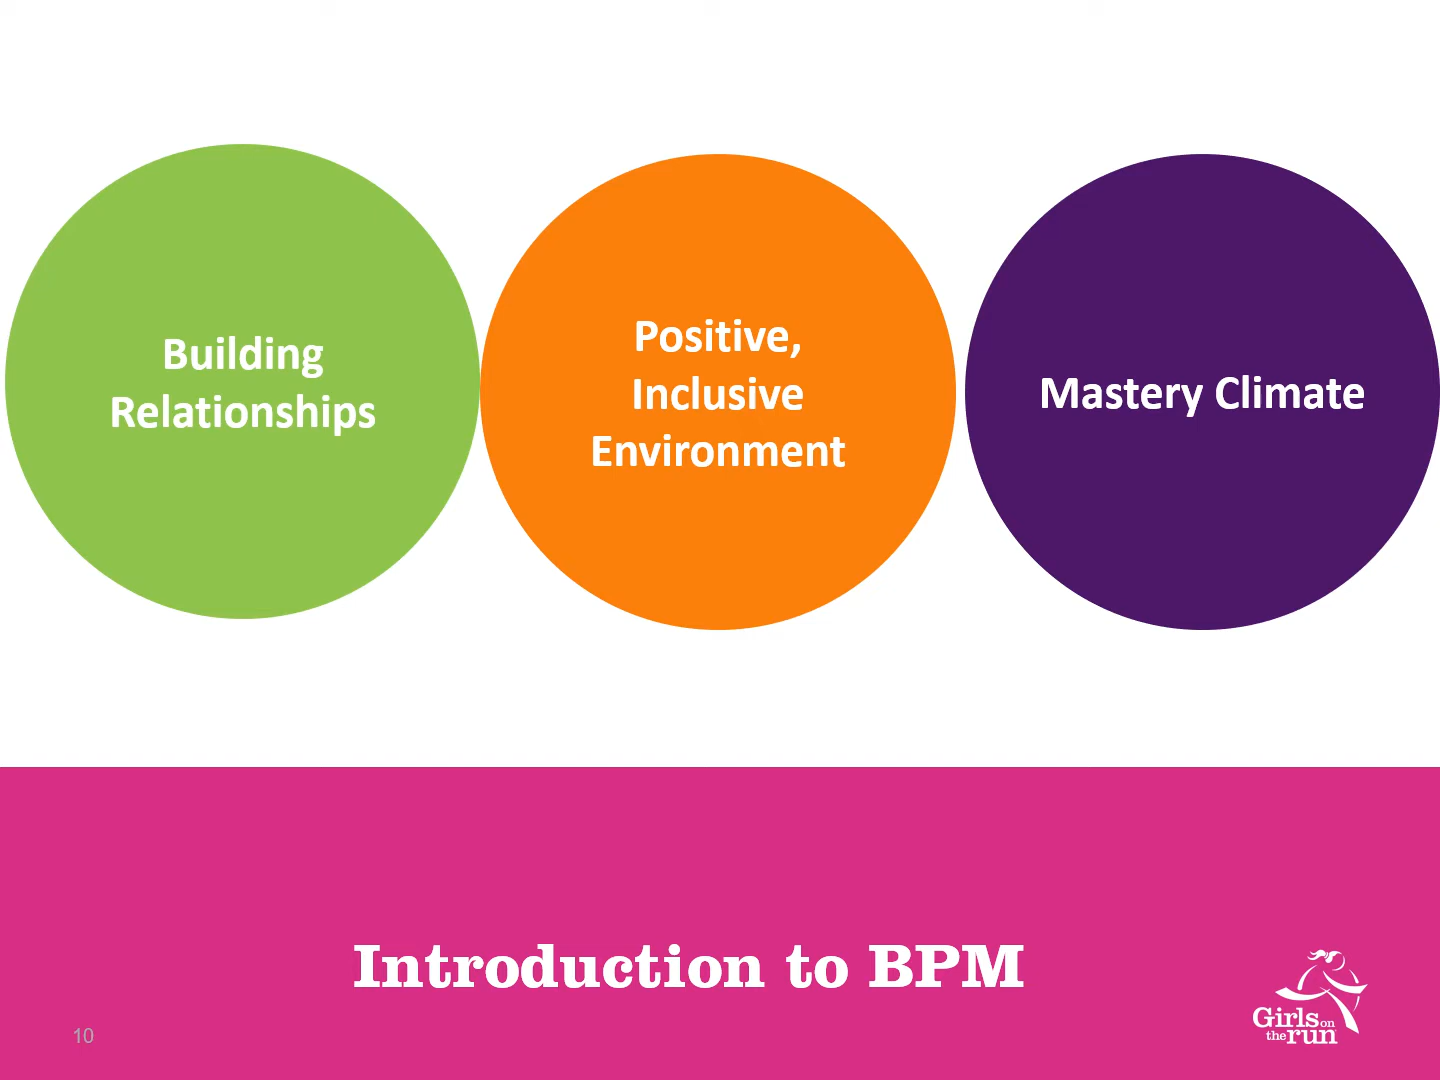 Building
Relationships
Positive,
Inclusive
Environment
Mastery Climate
Introduction to BPM
10
Girls on
the run